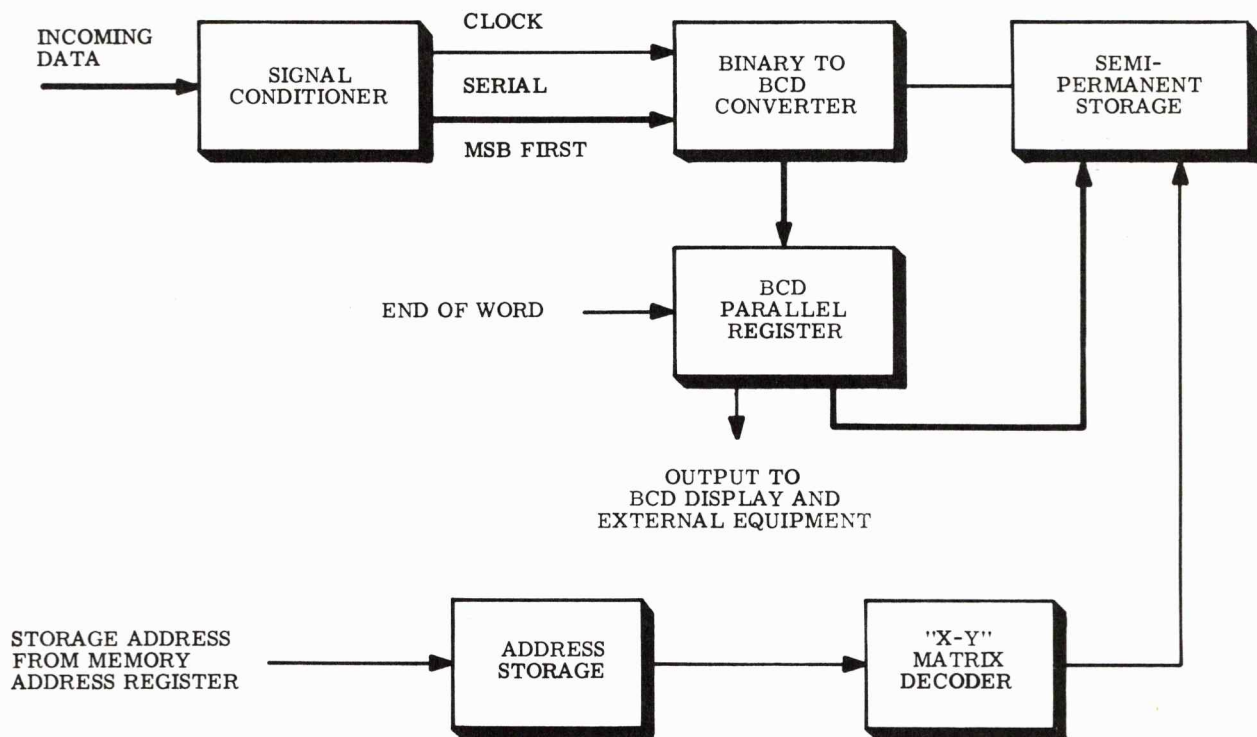 INCOMING
DATA
SIGNAL
CONDITIONER
CLOCK
SERIAL
MSB FIRST
BINARY TO
BCD
CONVERTER
SEMI-
PERMANENT
STORAGE
END OF WORD
BCD
PARALLEL
REGISTER
OUTPUT TO
BCD DISPLAY AND
EXTERNAL EQUIPMENT
STORAGE ADDRESS
FROM MEMORY
ADDRESS REGISTER
ADDRESS
STORAGE
"X-Y"
MATRIX
DECODER